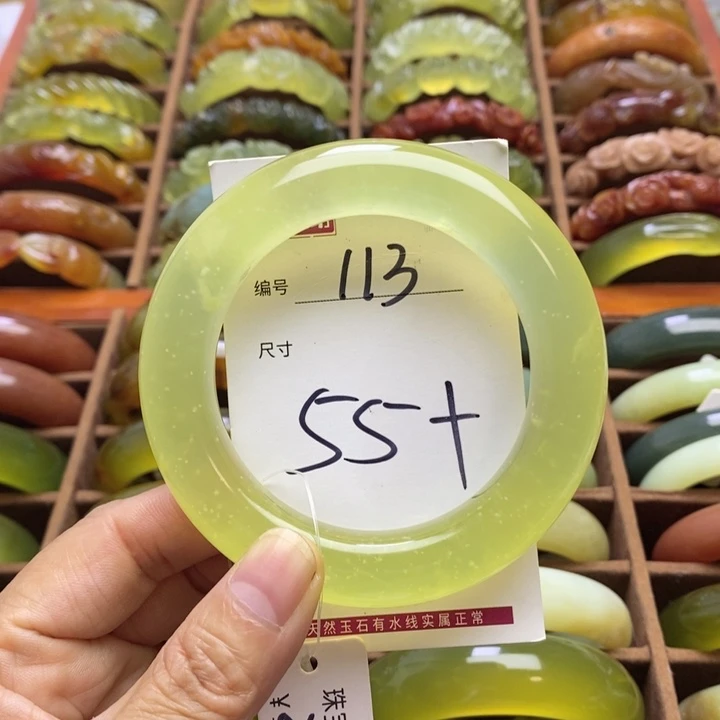 编号 113
尺寸
55+
天然玉石有水线实属正常